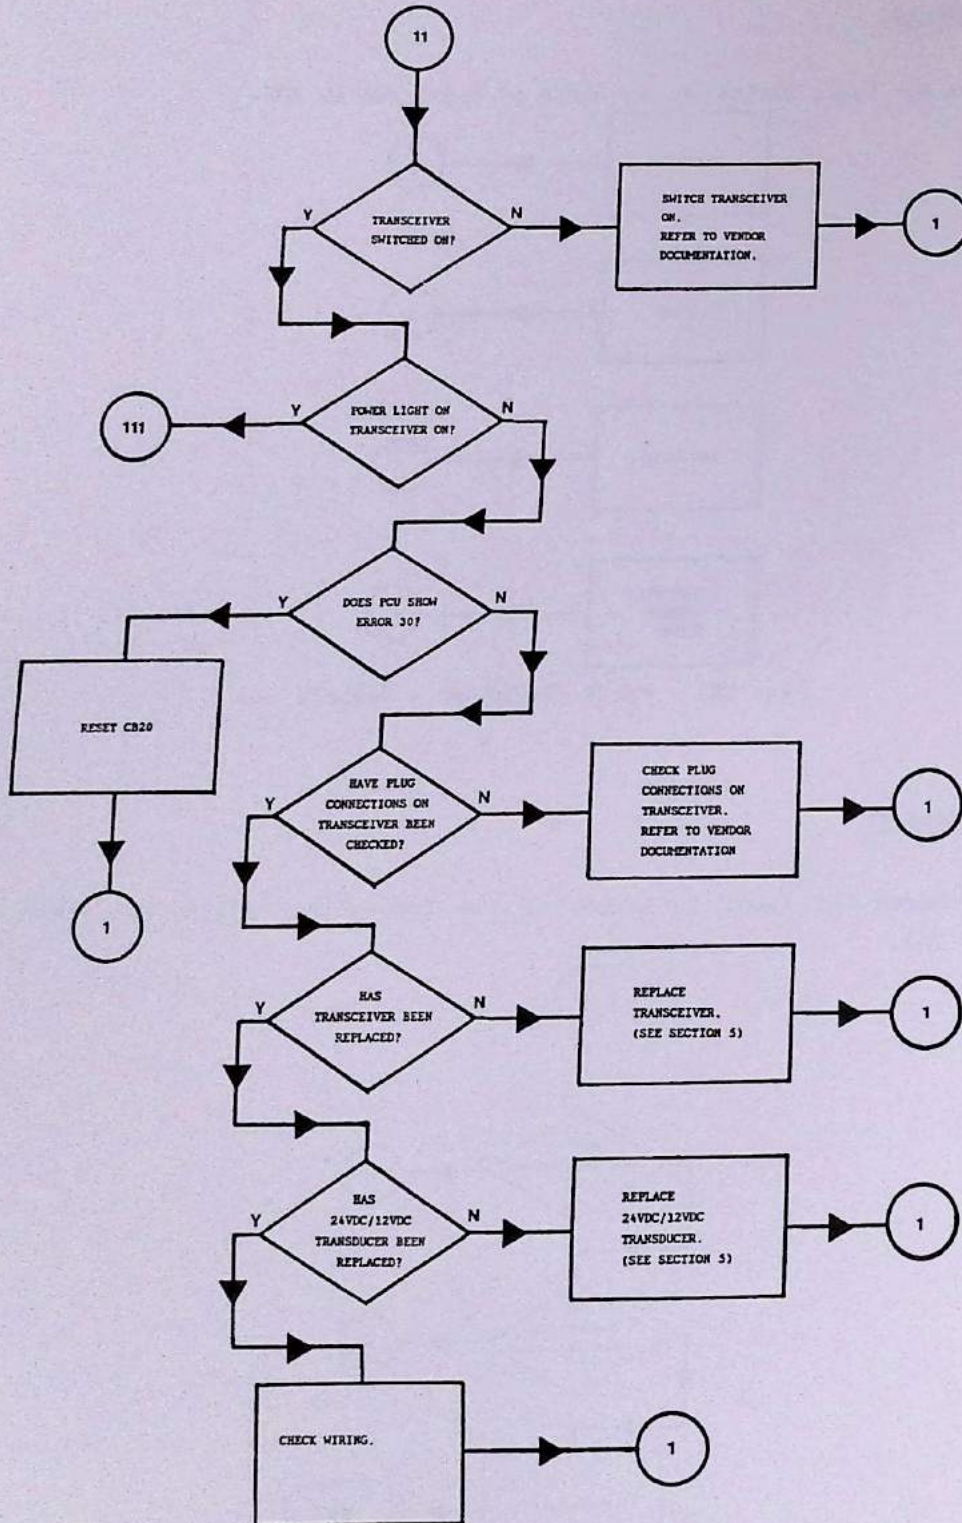 11
Y
TRANSCEIVER
SWITCHED ON?
N
SWITCH TRANSCEIVER
ON.
REFER TO VENDOR
DOCUMENTATION.
1
111
Y
POWER LIGHT ON
TRANSCEIVER ON?
N
Y
DOES PCU SHOW
ERROR 30?
N
RESET CB20
1
Y
HAVE PLUG
CONNECTIONS ON
TRANSCEIVER BEEN
CHECKED?
N
CHECK PLUG
CONNECTIONS ON
TRANSCEIVER.
REFER TO VENDOR
DOCUMENTATION
1
Y
HAS
TRANSCEIVER BEEN
REPLACED?
N
REPLACE
TRANSCEIVER.
(SEE SECTION 5)
1
Y
HAS
24VDC/12VDC
TRANSDUCER BEEN
REPLACED?
N
REPLACE
24VDC/12VDC
TRANSDUCER.
(SEE SECTION 5)
1
CHECK WIRING.
1